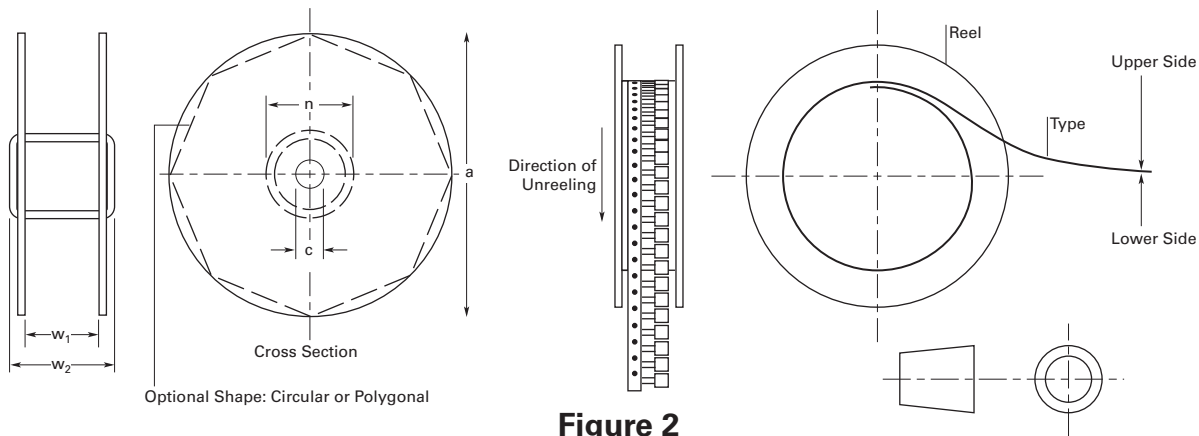 n
a
c
w₁
w₂
Cross Section
Optional Shape: Circular or Polygonal
Direction of
Unreeling
Reel
Type
Upper Side
Lower Side
Figure 2